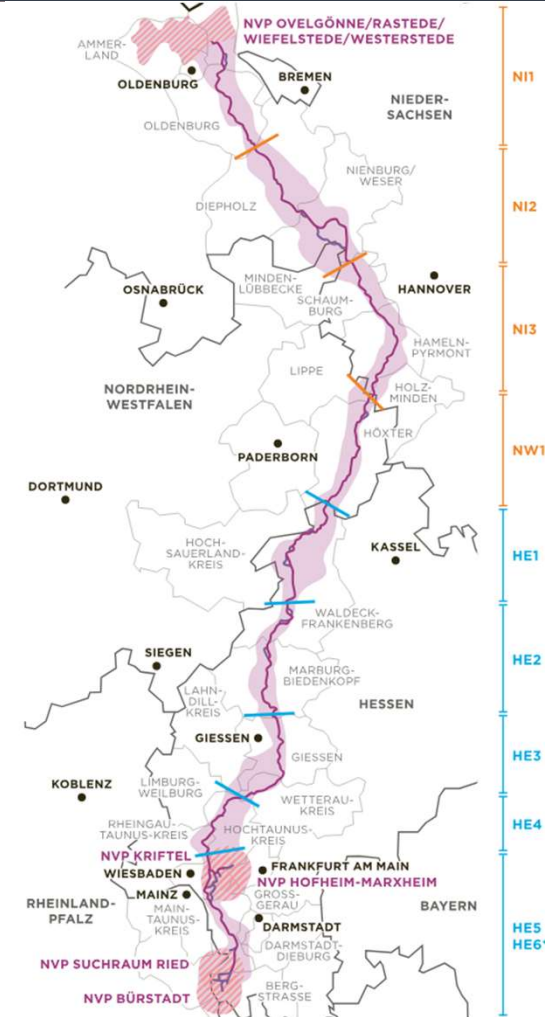 NVP OVELGÖNNE/RASTEDE/
WIEFELSTEDE/WESTERSTEDE
AMMER-
LAND
OLDENBURG
BREMEN
NI1
NIEDER-
SACHSEN
OLDENBURG
NIENBURG/
WESER
DIEPHOLZ
NI2
MINDEN-
LÜBBECKE
HANNOVER
OSNABRÜCK
SCHAUM-
BURG
NI3
HAMELN-
PYRMONT
LIPPE
NORDRHEIN-
WESTFALEN
HOLZ-
MINDEN
HÖXTER
NW1
PADERBORN
DORTMUND
HOCH-
SAUERLAND-
KREIS
KASSEL
HE1
WALDECK-
FRANKENBERG
SIEGEN
HE2
MARBURG-
BIEDENKOPF
LAHN-
DILL-
KREIS
HESSEN
GIESSEN
GIESSEN
HE3
KOBLENZ
LIMBURG-
WEILBURG
WETTERAU-
KREIS
RHEINGAU-
TAUNUS-KREIS
HOCHTAUNUS-
KREIS
HE4
NVP KRIFTEL
WIESBADEN
FRANKFURT AM MAIN
NVP HOFHEIM-MARXHEIM
MAINZ
GROSS-
GERAU
RHEINLAND-
PFALZ
MAIN-
TAUNUS-
KREIS
BAYERN
DARMSTADT
HE5
HE6*
DARMSTADT-
DIEBURG
NVP SUCHRAUM RIED
BERG-
STRASSE
NVP BÜRSTADT